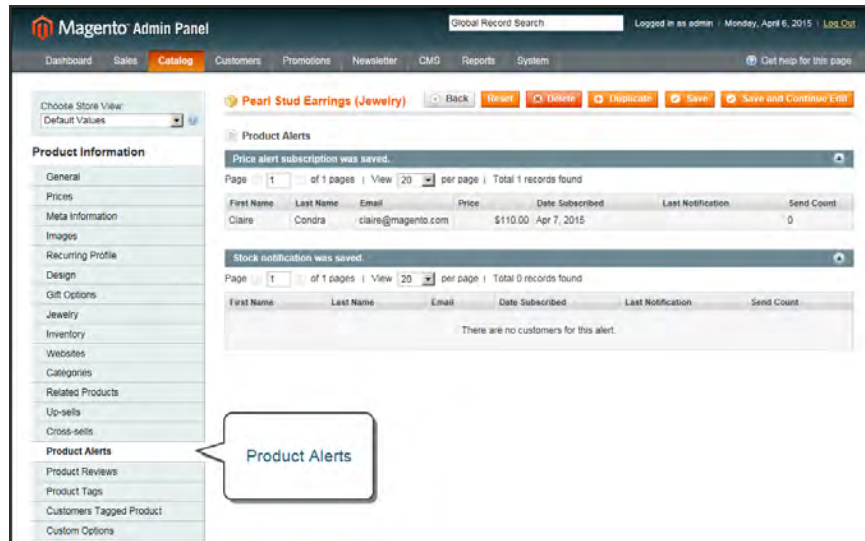 Magento Admin Panel
Global Record Search
Logged in as admin | Monday, April 6, 2015 | Log Out
Dashboard Sales Catalog Customers Promotions Newsletter CMS Reports System
Get help for this page
Choose Store View:
Default Values
Product Information
General
Prices
Meta Information
Images
Recurring Profile
Design
Gift Options
Jewelry
Inventory
Websites
Categories
Related Products
Up-sells
Cross-sells
Product Alerts
Product Reviews
Product Tags
Customers Tagged Product
Custom Options
Pearl Stud Earrings (Jewelry)
Back Reset Delete Duplicate Save Save and Continue Edit
Product Alerts
Price alert subscription was saved.
Page 1 of 1 pages | View 20 per page | Total 1 records found
First Name Last Name Email Price Date Subscribed Last Notification Send Count
Claire Condra claire@magento.com $110.00 Apr 7, 2015 0
Stock notification was saved.
Page 1 of 1 pages | View 20 per page | Total 0 records found
First Name Last Name Email Date Subscribed Last Notification Send Count
There are no customers for this alert.
Product Alerts